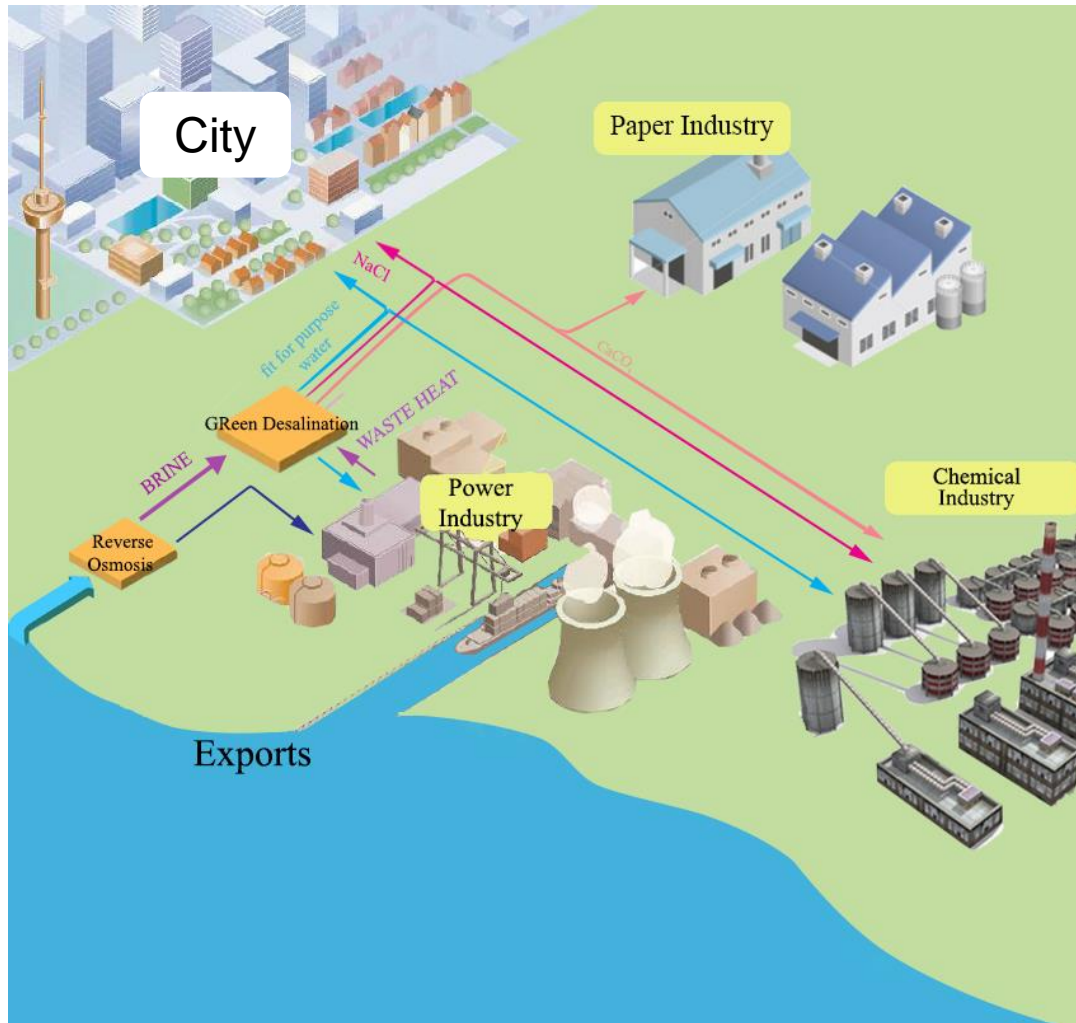 City
Paper Industry
NaCl
fit for purpose
water
CaCO₃
GReen Desalination
WASTE HEAT
BRINE
Power
Industry
Chemical
Industry
Reverse
Osmosis
Exports